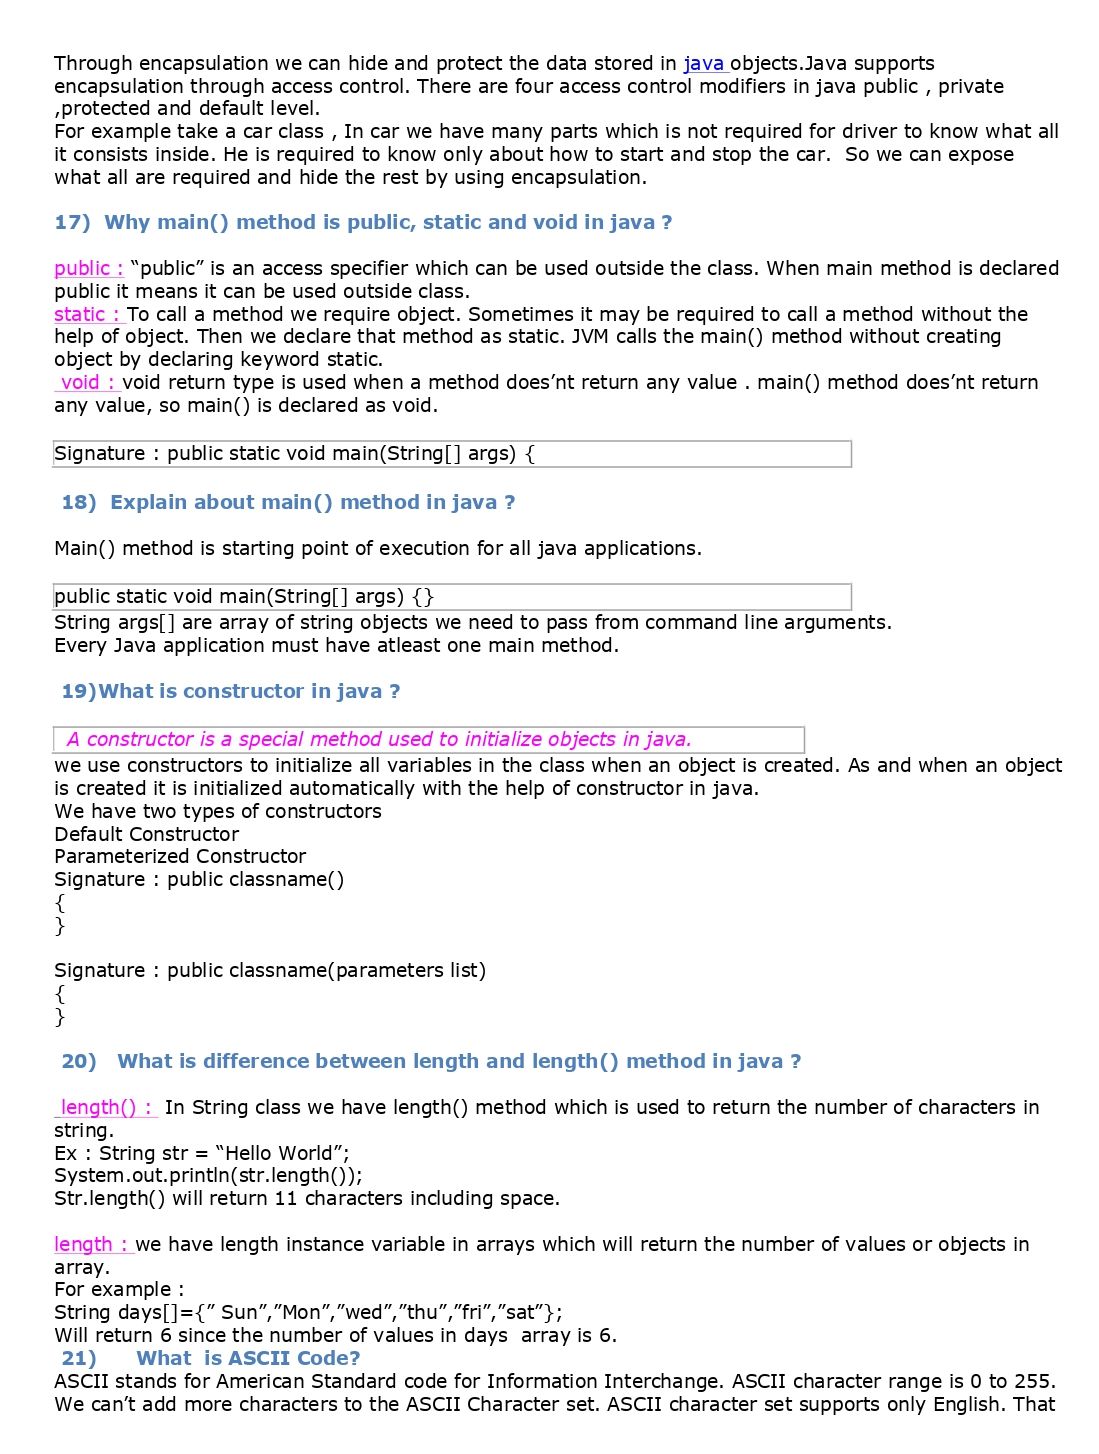 Through encapsulation we can hide and protect the data stored in java objects.Java supports
encapsulation through access control. There are four access control modifiers in java public , private
,protected and default level.
For example take a car class , In car we have many parts which is not required for driver to know what all
it consists inside. He is required to know only about how to start and stop the car.  So we can expose
what all are required and hide the rest by using encapsulation.
17)  Why main() method is public, static and void in java ?
public : “public” is an access specifier which can be used outside the class. When main method is declared
public it means it can be used outside class.
static : To call a method we require object. Sometimes it may be required to call a method without the
help of object. Then we declare that method as static. JVM calls the main() method without creating
object by declaring keyword static.
void : void return type is used when a method does’nt return any value . main() method does’nt return
any value, so main() is declared as void.
Signature : public static void main(String[] args) {
18)  Explain about main() method in java ?
Main() method is starting point of execution for all java applications.
public static void main(String[] args) {}
String args[] are array of string objects we need to pass from command line arguments.
Every Java application must have atleast one main method.
19)What is constructor in java ?
A constructor is a special method used to initialize objects in java.
we use constructors to initialize all variables in the class when an object is created. As and when an object
is created it is initialized automatically with the help of constructor in java.
We have two types of constructors
Default Constructor
Parameterized Constructor
Signature : public classname()
{
}
Signature : public classname(parameters list)
{
}
20)   What is difference between length and length() method in java ?
length() :  In String class we have length() method which is used to return the number of characters in
string.
Ex : String str = “Hello World”;
System.out.println(str.length());
Str.length() will return 11 characters including space.
length : we have length instance variable in arrays which will return the number of values or objects in
array.
For example :
String days[]={” Sun”,”Mon”,”wed”,”thu”,”fri”,”sat”};
Will return 6 since the number of values in days  array is 6.
21)      What  is ASCII Code?
ASCII stands for American Standard code for Information Interchange. ASCII character range is 0 to 255.
We can’t add more characters to the ASCII Character set. ASCII character set supports only English. That